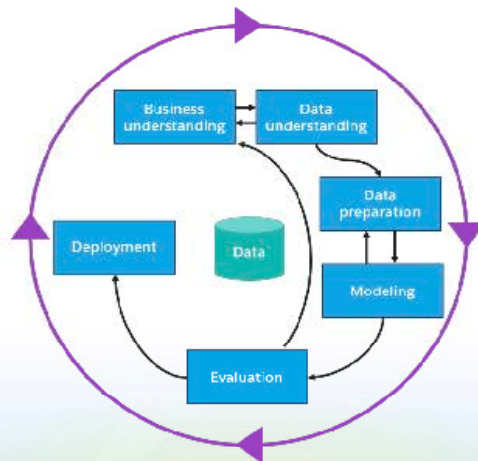 Business
understanding
Data
understanding
Data
preparation
Deployment
Data
Modeling
Evaluation